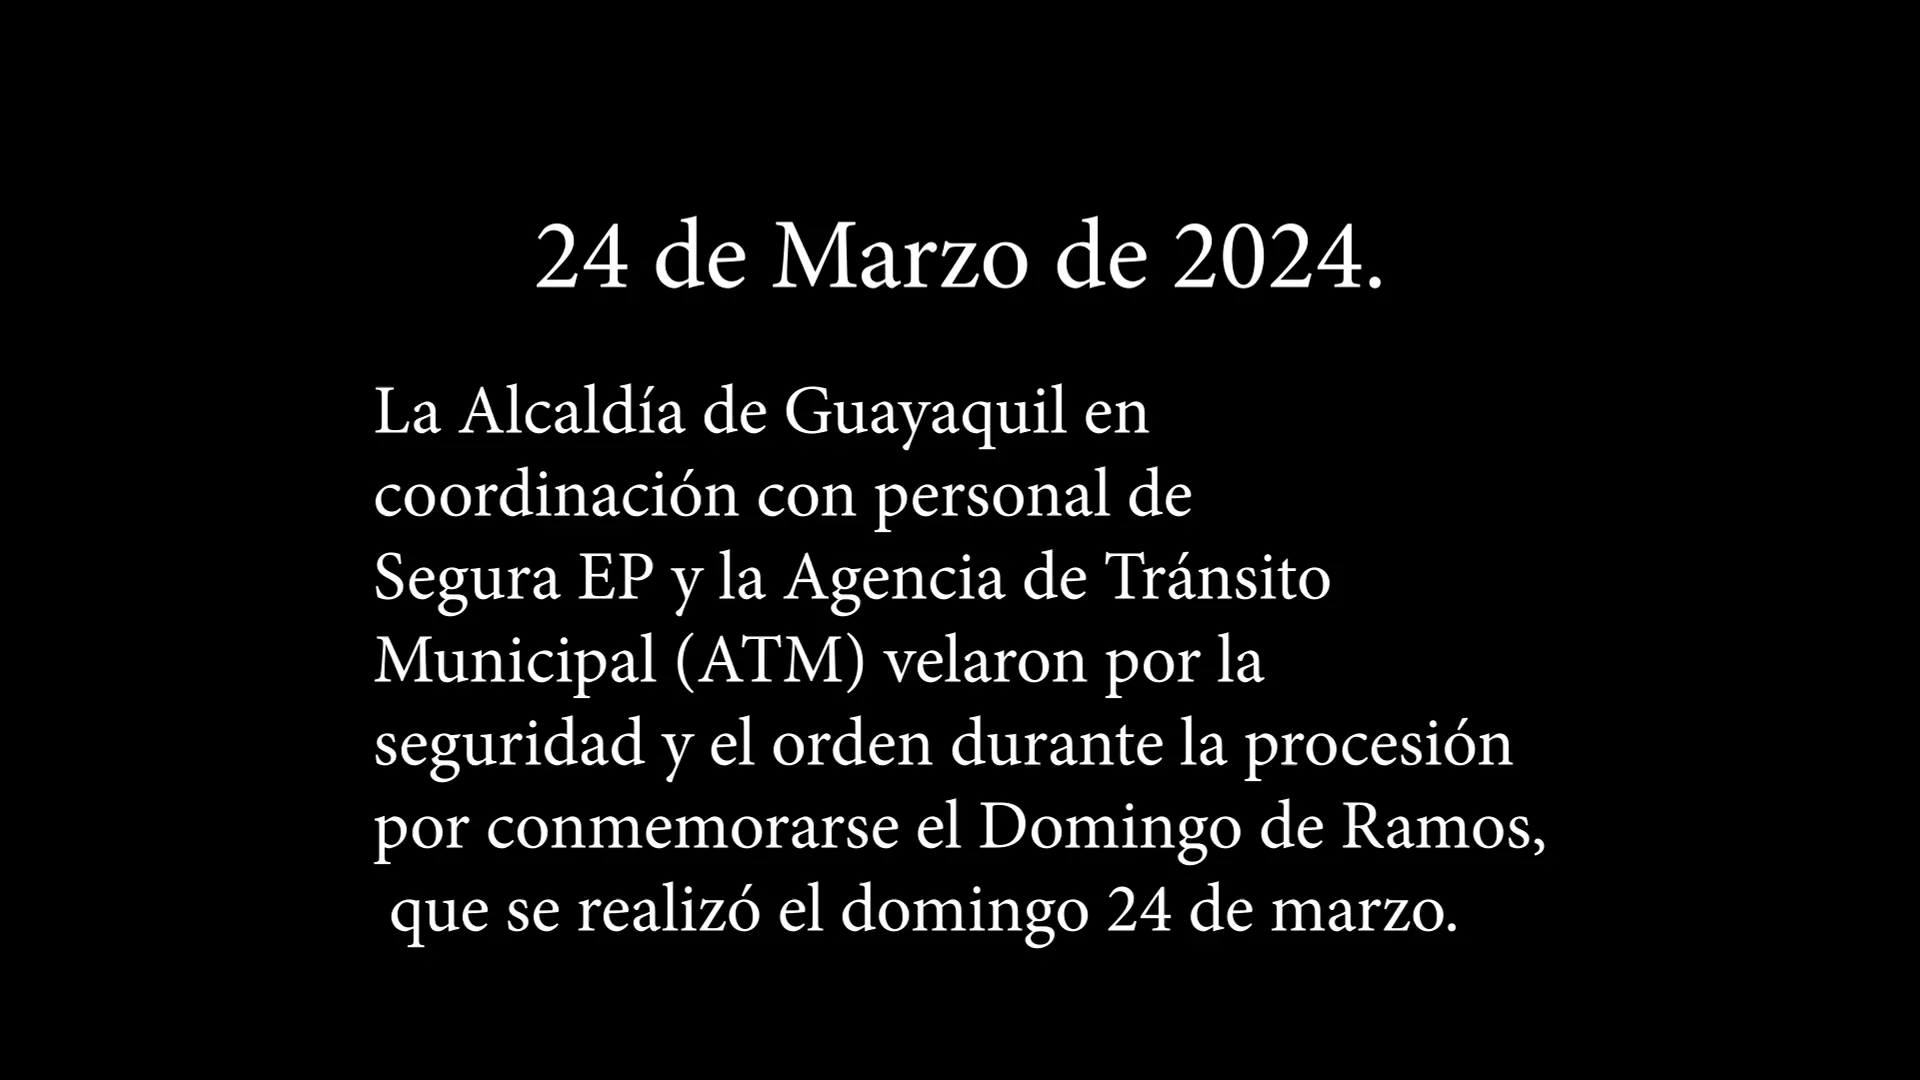 24 de Marzo de 2024.
La Alcaldía de Guayaquil en
coordinación con personal de
Segura EP y la Agencia de Tránsito
Municipal (ATM) velaron por la
seguridad y el orden durante la procesión
por conmemorarse el Domingo de Ramos,
que se realizó el domingo 24 de marzo.